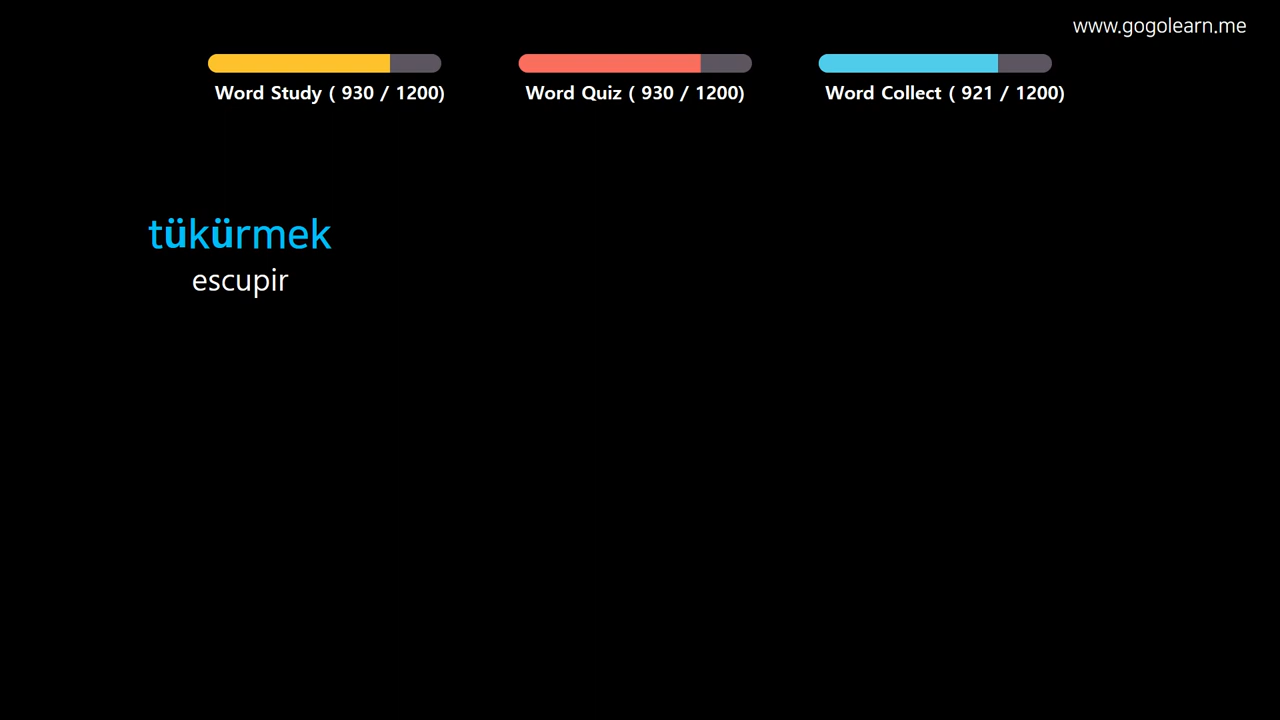 www.gogolearn.me
Word Study ( 930 / 1200)
Word Quiz ( 930 / 1200)
Word Collect ( 921 / 1200)
tükürmek
escupir